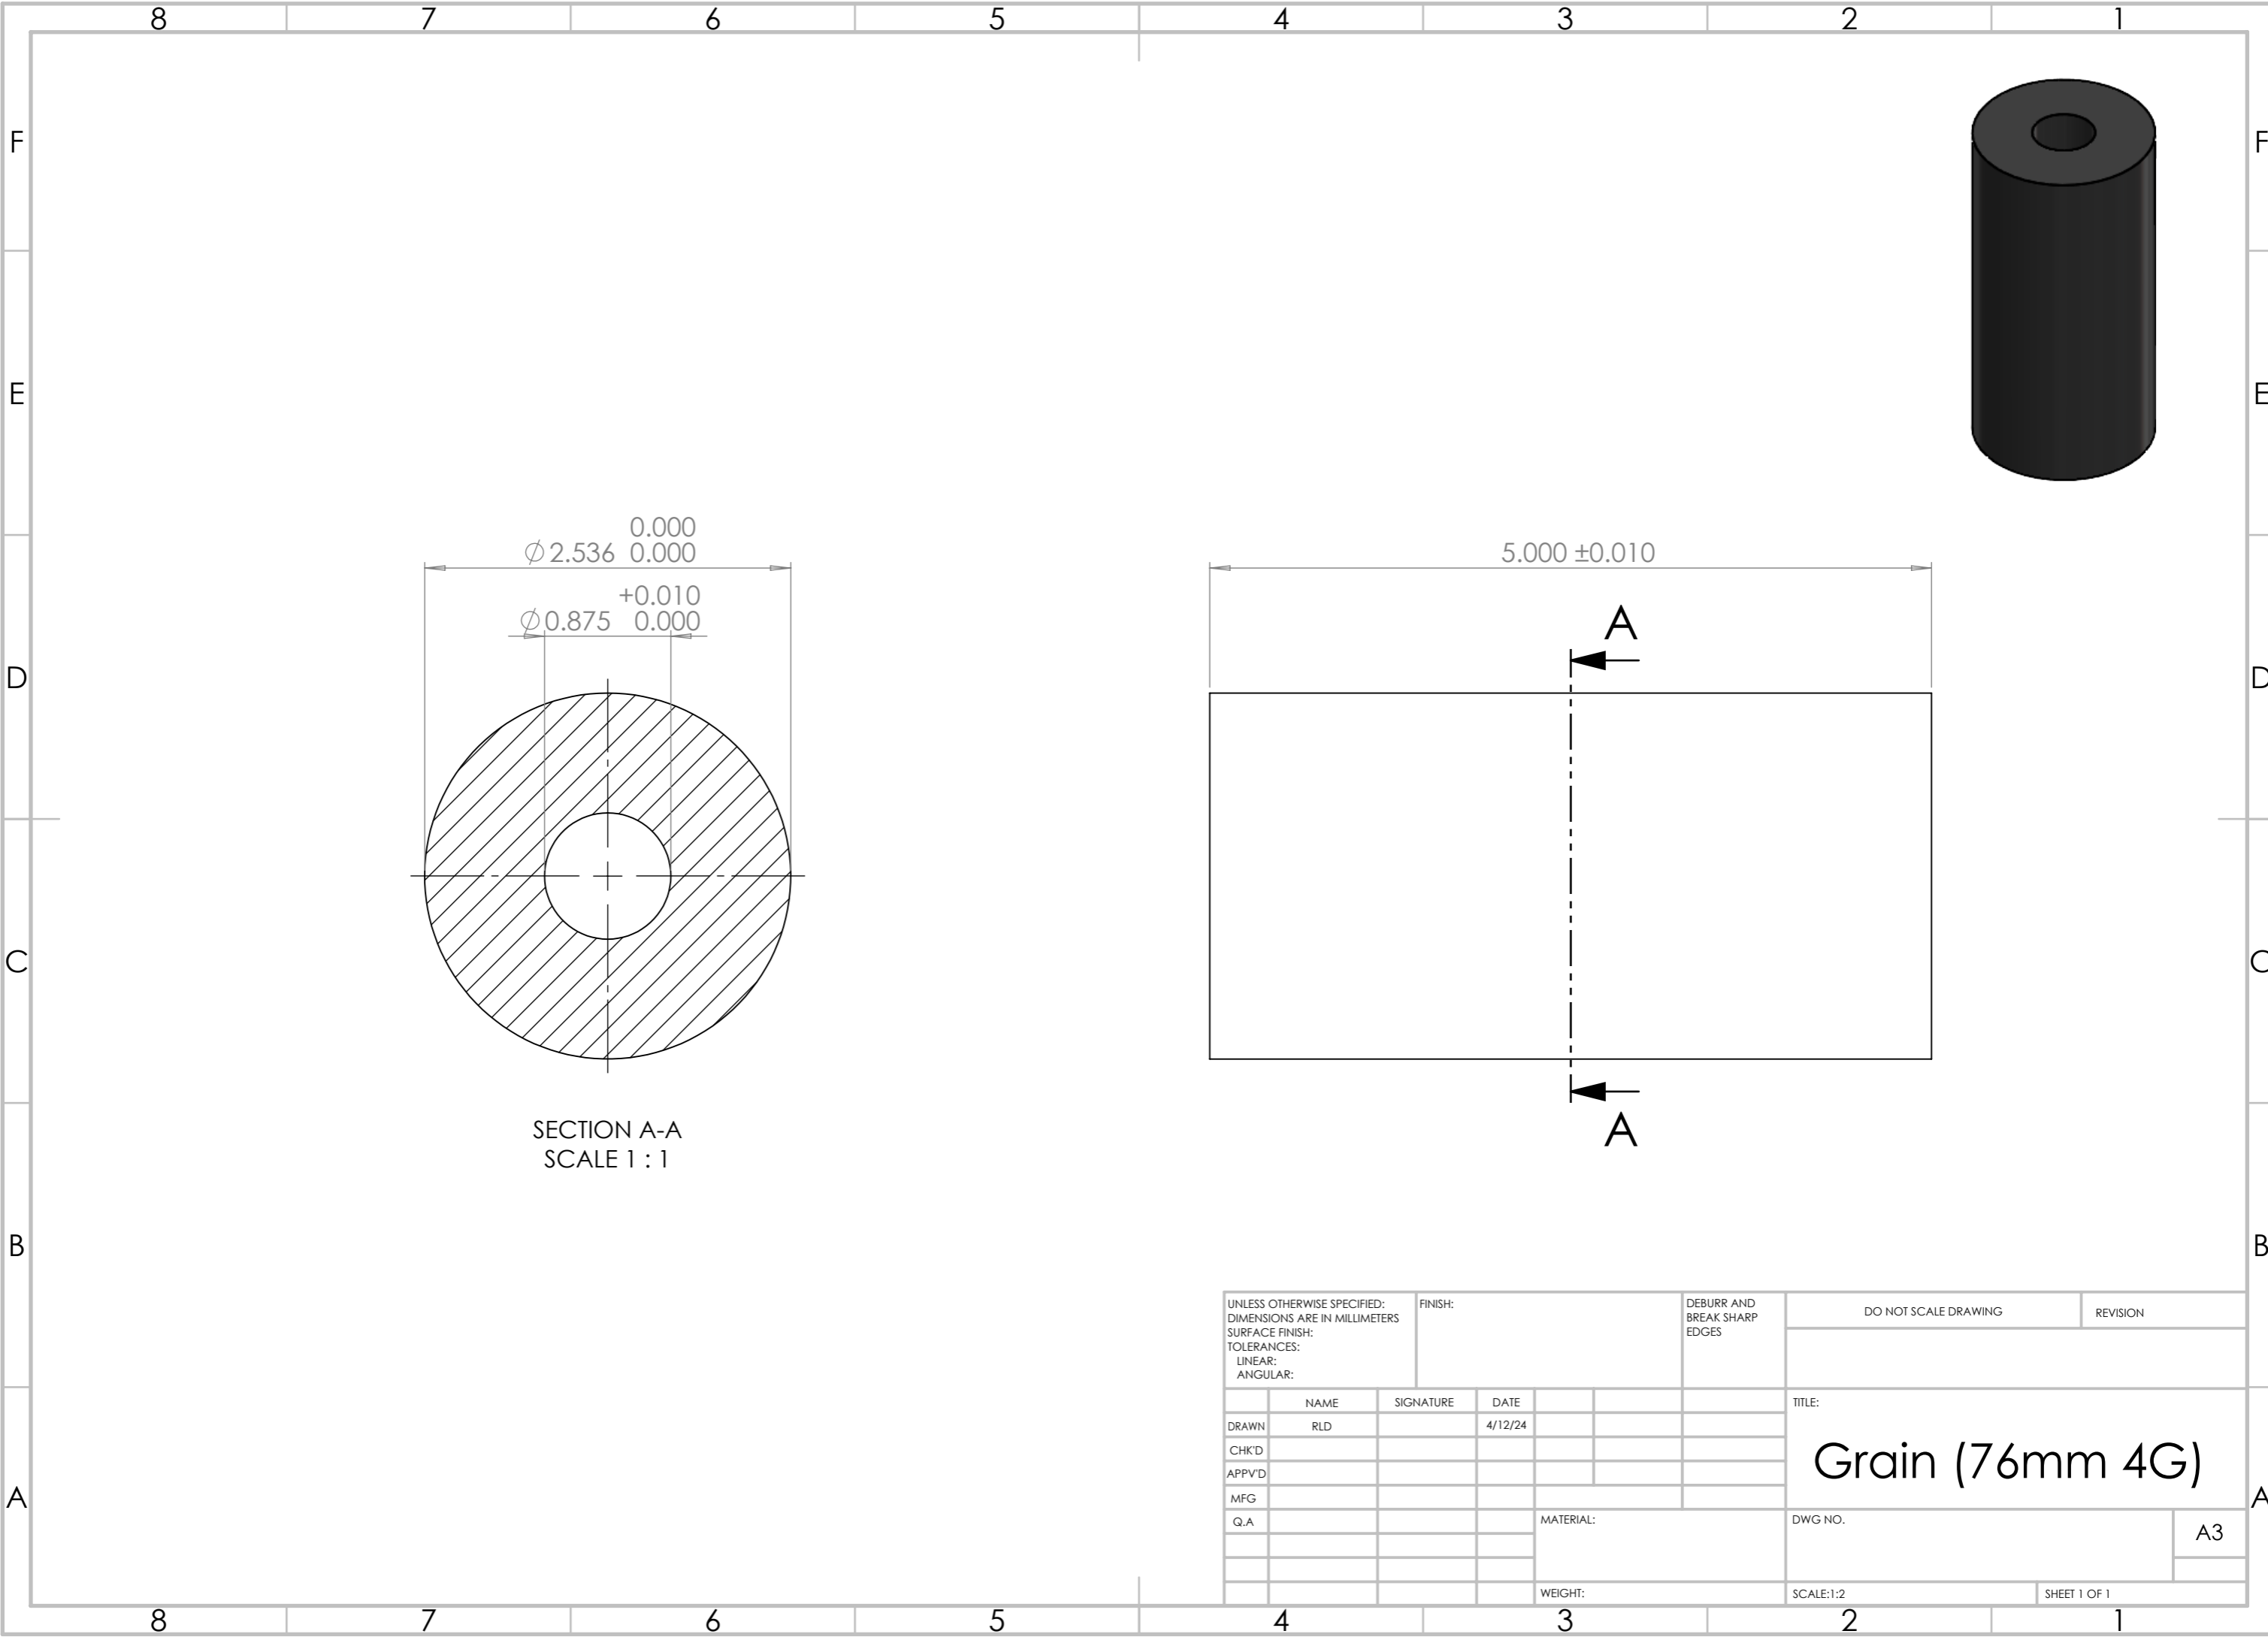 8 7 6 5 4 3 2 1
F F
E E
D D
C C
B B
A A
0.000
∅2.536 0.000
+0.010
∅0.875 0.000
5.000 ±0.010
A
A
SECTION A-A
SCALE 1 : 1
UNLESS OTHERWISE SPECIFIED:
DIMENSIONS ARE IN MILLIMETERS
SURFACE FINISH:
TOLERANCES:
LINEAR:
ANGULAR:
FINISH:
DEBURR AND
BREAK SHARP
EDGES
DO NOT SCALE DRAWING
REVISION
NAME SIGNATURE DATE
DRAWN RLD 4/12/24
CHK'D
APPV'D
MFG
Q.A
MATERIAL:
WEIGHT:
TITLE:
Grain (76mm 4G)
DWG NO.
A3
SCALE:1:2
SHEET 1 OF 1
8 7 6 5 4 3 2 1